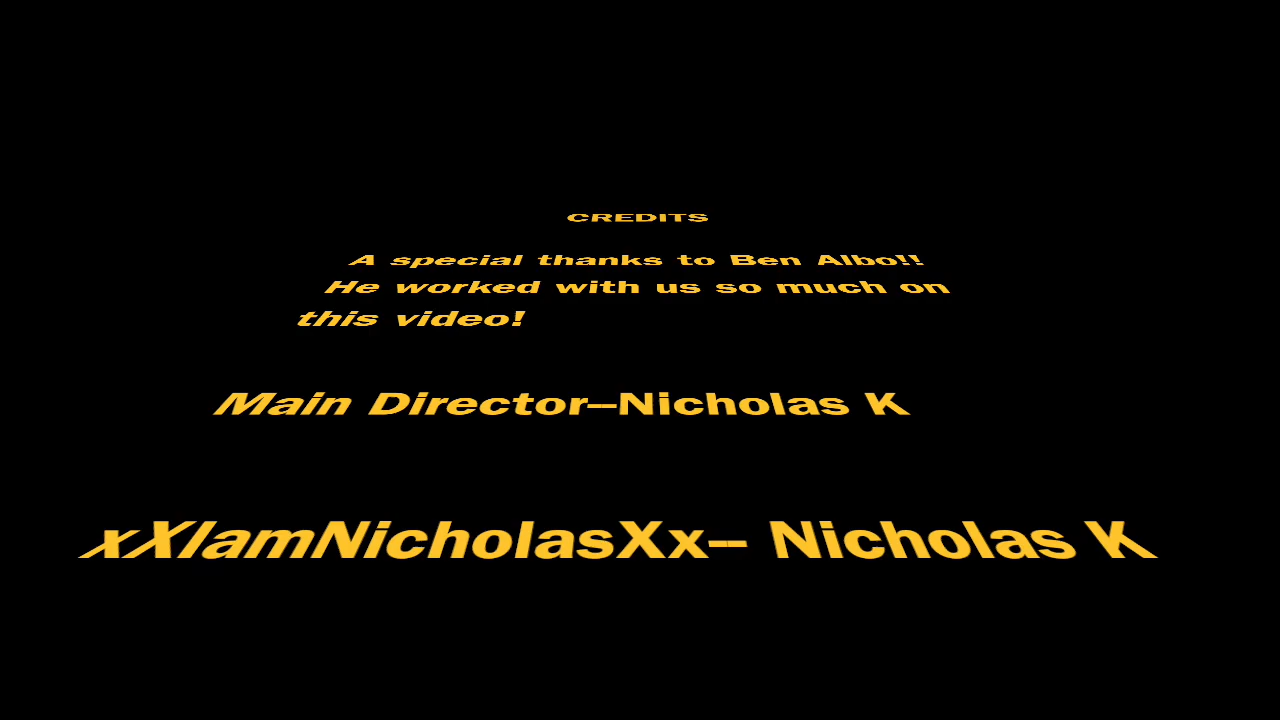 CREDITS
A special thanks to Ben Albo!!
He worked with us so much on
this video!
Main Director--Nicholas K
xXIamNicholasXx-- Nicholas K